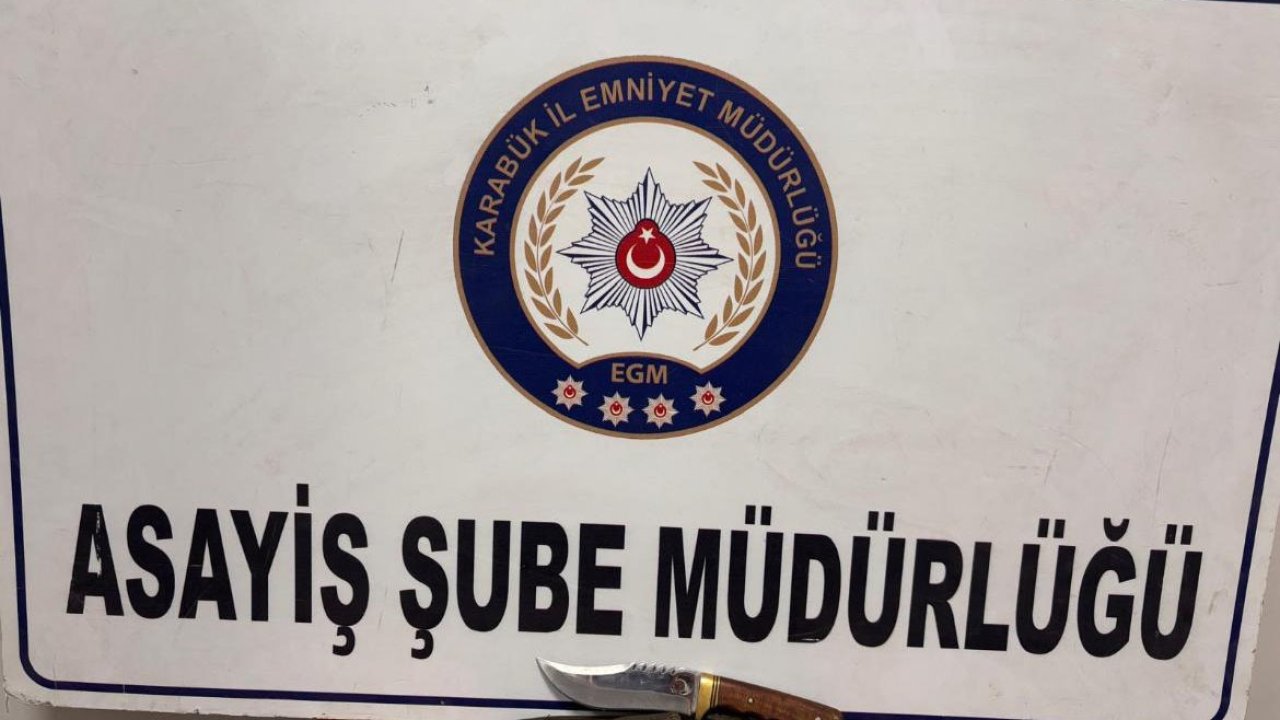 KARABÜK İL EMNİYET MÜDÜRLÜĞÜ
EGM
ASAYİŞ ŞUBE MÜDÜRLÜĞÜ